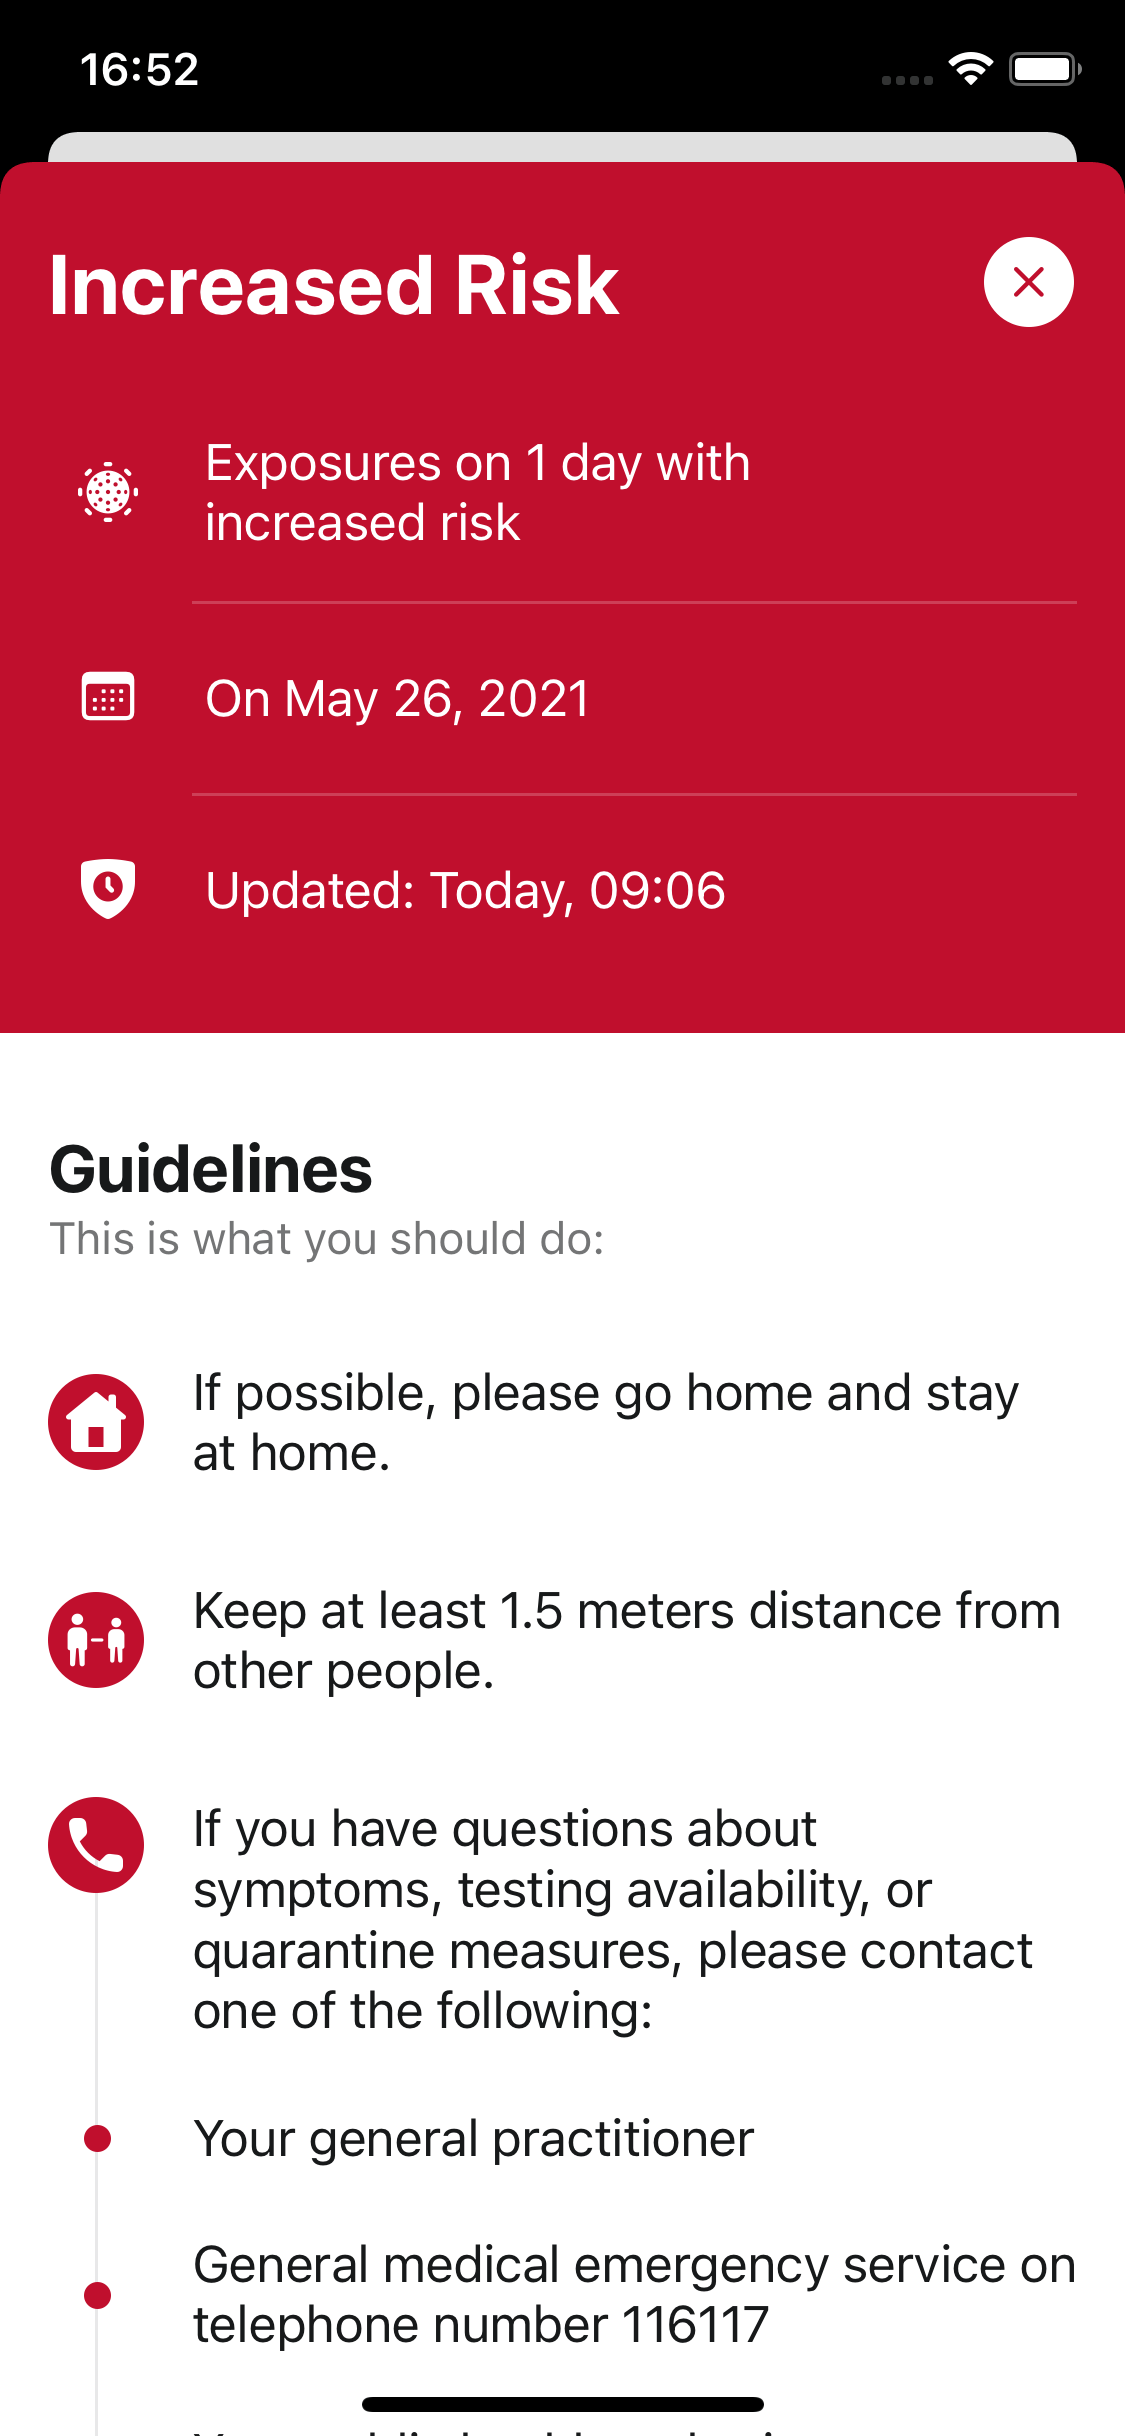 16:52
Increased Risk
Exposures on 1 day with
increased risk
On May 26, 2021
Updated: Today, 09:06
Guidelines
This is what you should do:
If possible, please go home and stay
at home.
Keep at least 1.5 meters distance from
other people.
If you have questions about
symptoms, testing availability, or
quarantine measures, please contact
one of the following:
Your general practitioner
General medical emergency service on
telephone number 116117